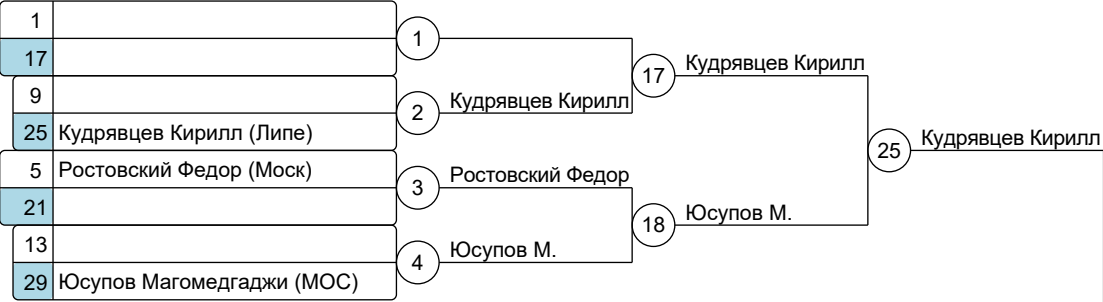 1
17
1
9
25 Кудрявцев Кирилл (Липе)
2
Кудрявцев Кирилл
17
Кудрявцев Кирилл
5 Ростовский Федор (Моск)
21
3
Ростовский Федор
13
29 Юсупов Магомедгаджи (МОС)
4
Юсупов М.
18
Юсупов М.
25
Кудрявцев Кирилл